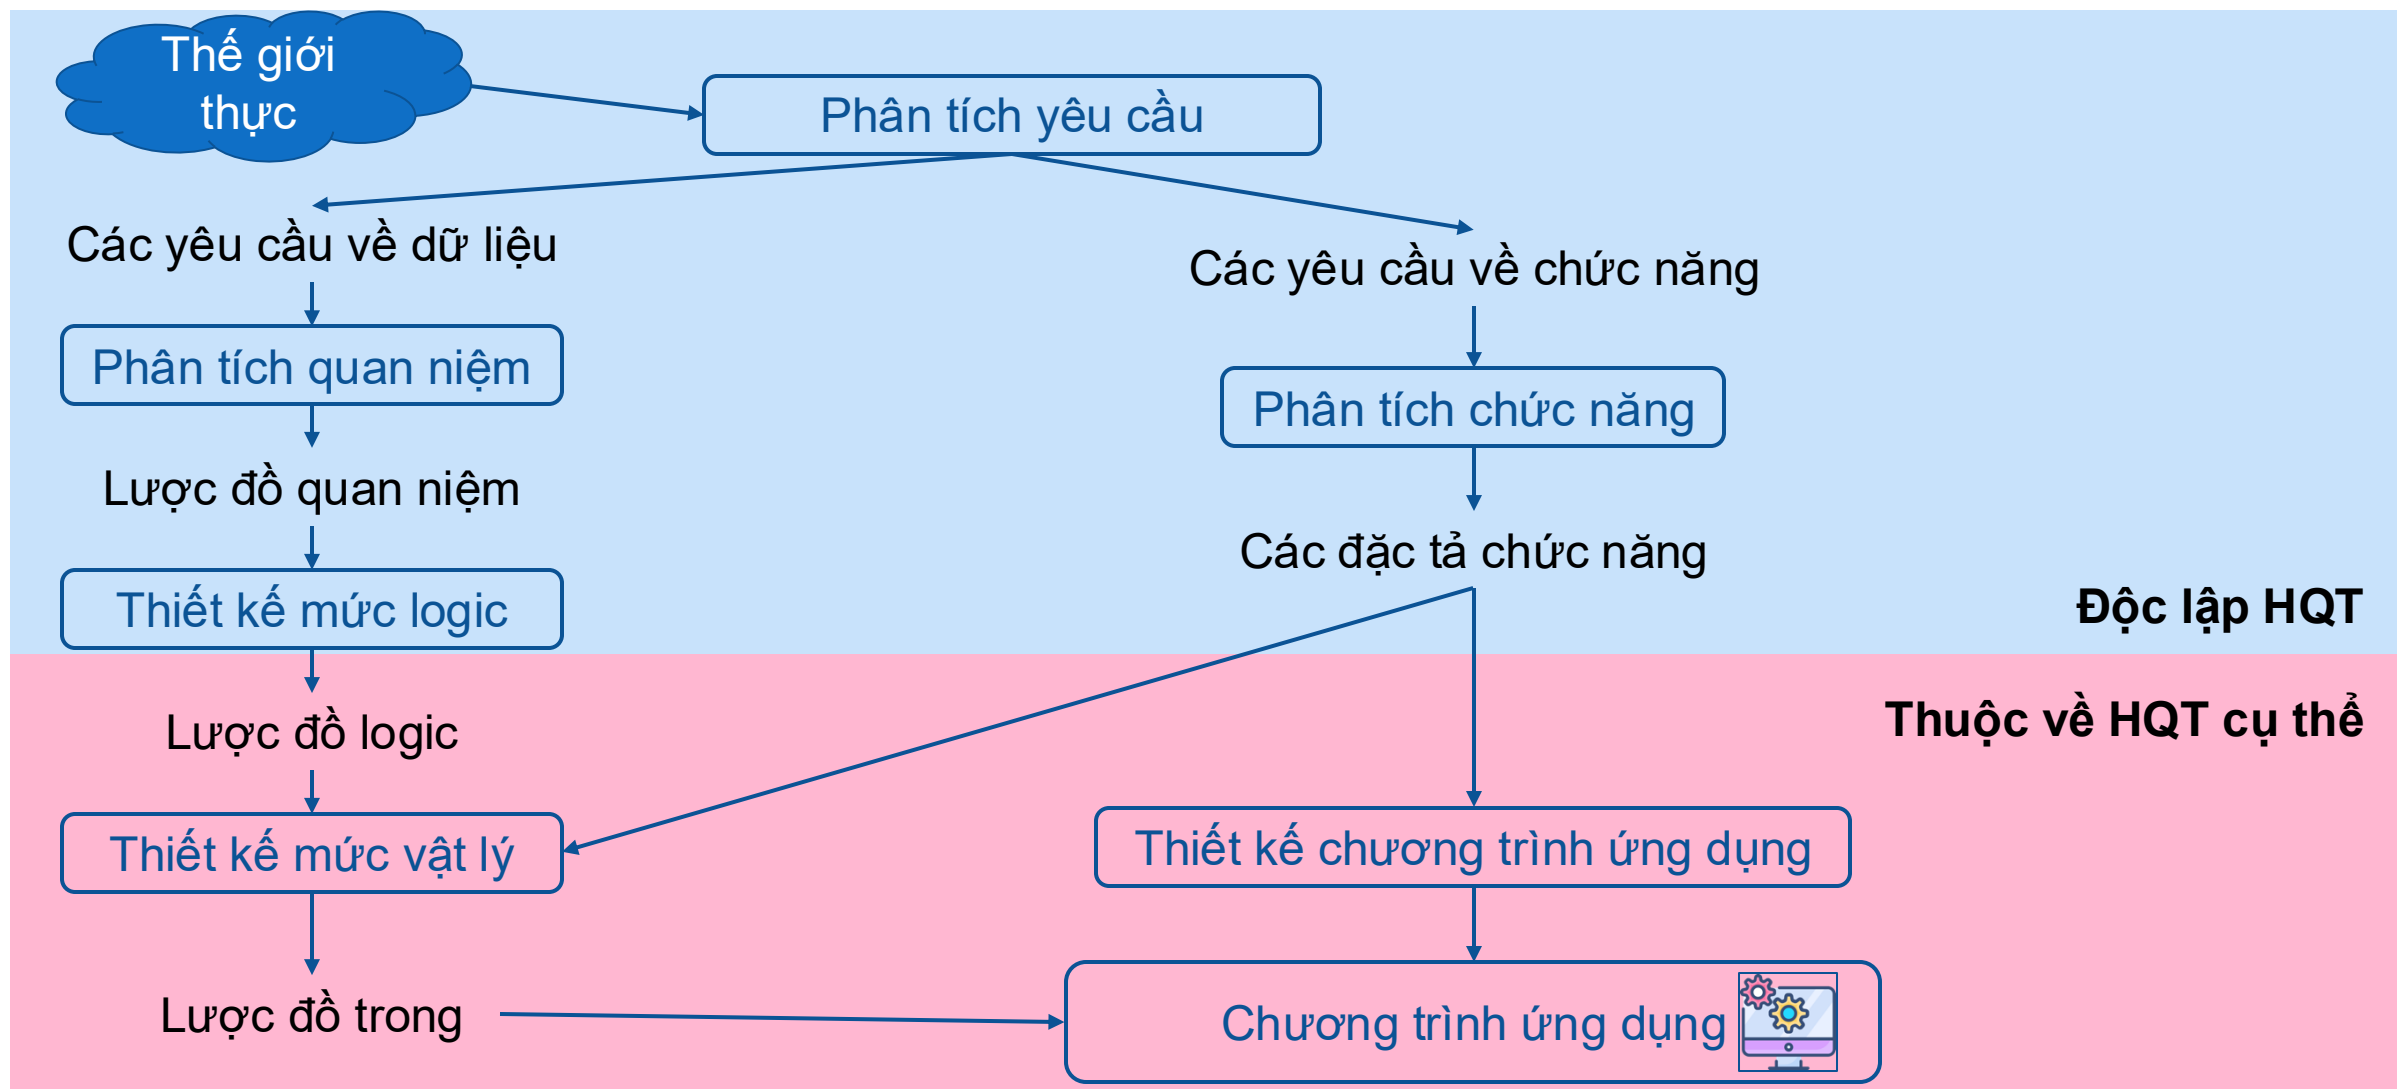 Thế giới
thực
Phân tích yêu cầu
Các yêu cầu về dữ liệu
Các yêu cầu về chức năng
Phân tích quan niệm
Phân tích chức năng
Lược đồ quan niệm
Các đặc tả chức năng
Thiết kế mức logic
Độc lập HQT
Thuộc về HQT cụ thể
Lược đồ logic
Thiết kế mức vật lý
Thiết kế chương trình ứng dụng
Lược đồ trong
Chương trình ứng dụng